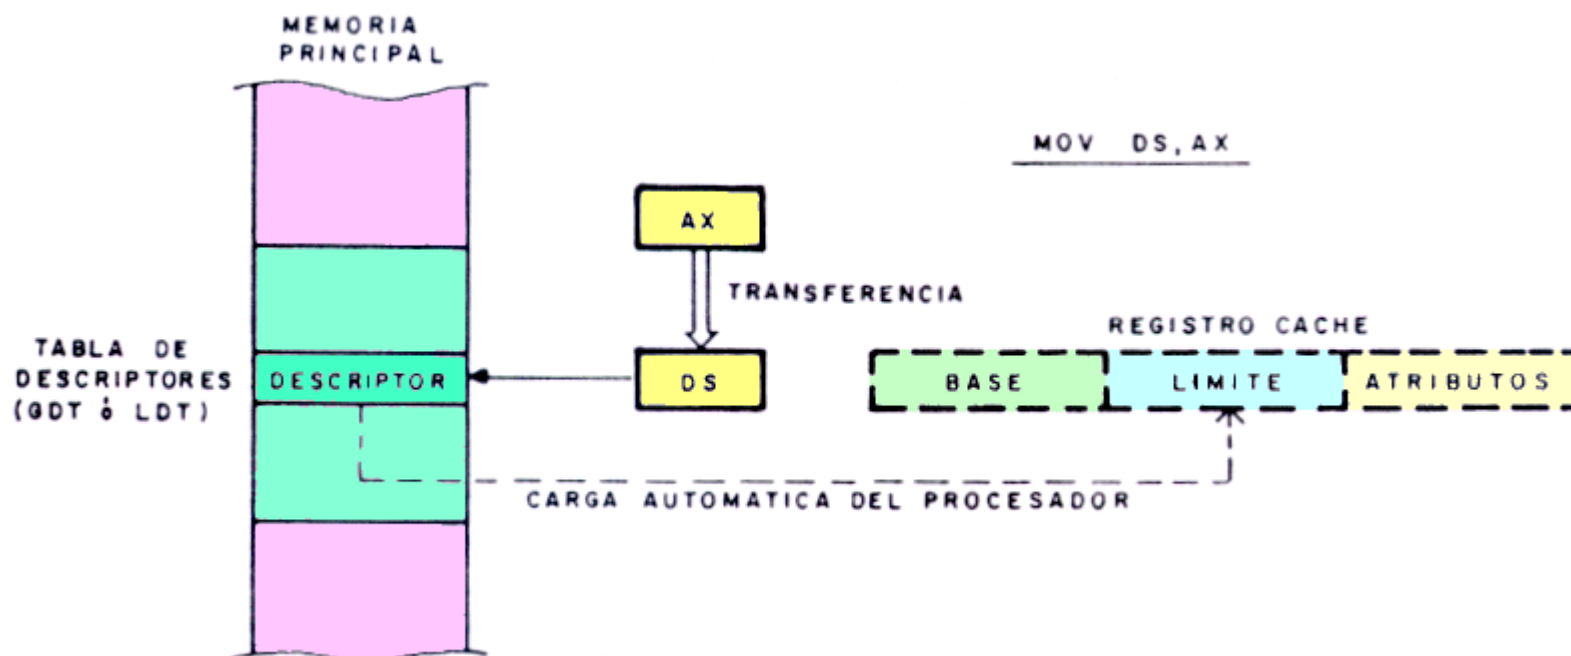 MEMORIA
PRINCIPAL
MOV DS, AX
AX
TRANSFERENCIA
REGISTRO CACHE
TABLA DE
DESCRIPTORES
(GDT ó LDT)
DESCRIPTOR
DS
BASE
LIMITE
ATRIBUTOS
CARGA AUTOMATICA DEL PROCESADOR